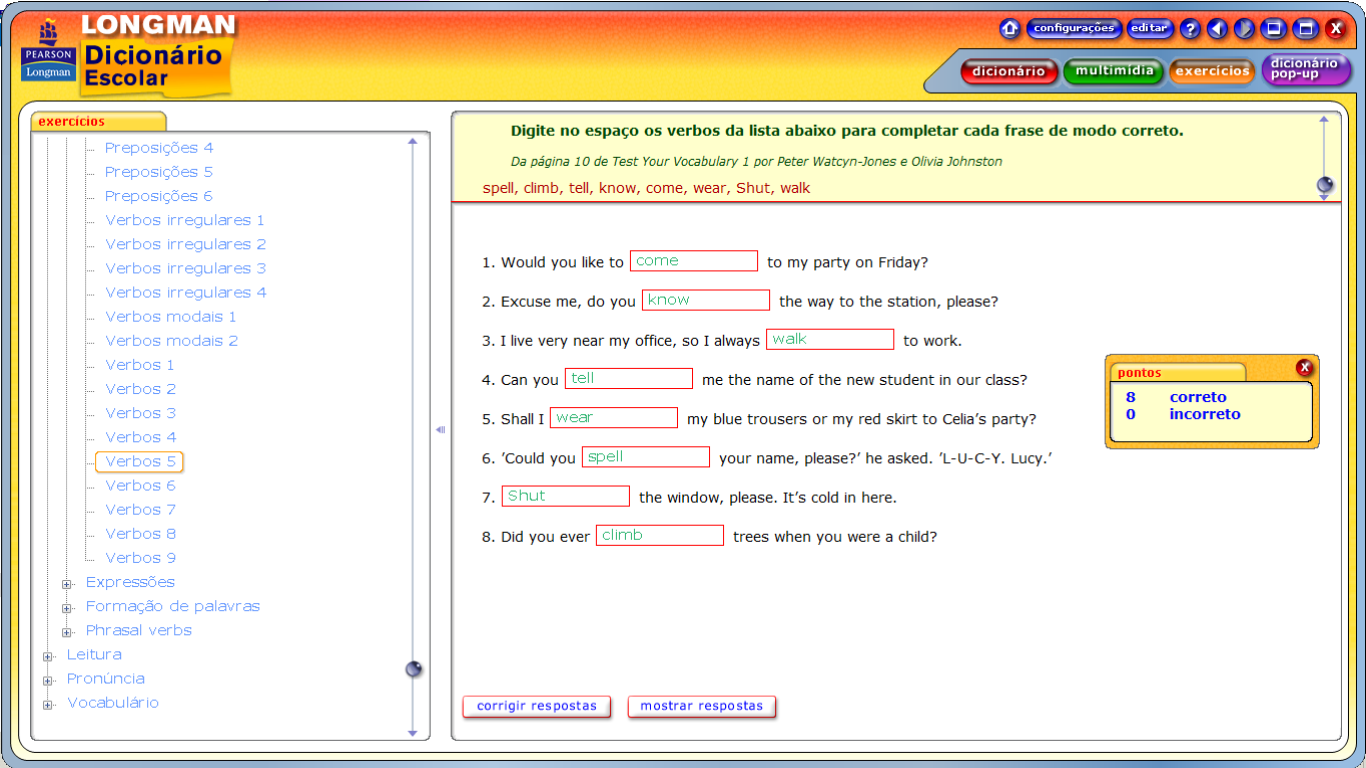 LONGMAN
PEARSON
Longman
Dicionário
Escolar
configurações editar ? X
dicionário multimídia exercícios dicionário pop-up
exercícios
Preposições 4
Preposições 5
Preposições 6
Verbos irregulares 1
Verbos irregulares 2
Verbos irregulares 3
Verbos irregulares 4
Verbos modais 1
Verbos modais 2
Verbos 1
Verbos 2
Verbos 3
Verbos 4
Verbos 5
Verbos 6
Verbos 7
Verbos 8
Verbos 9
Expressões
Formação de palavras
Phrasal verbs
Leitura
Pronúncia
Vocabulário
Digite no espaço os verbos da lista abaixo para completar cada frase de modo correto.
Da página 10 de Test Your Vocabulary 1 por Peter Watcyn-Jones e Olivia Johnston
spell, climb, tell, know, come, wear, Shut, walk
1. Would you like to come to my party on Friday?
2. Excuse me, do you know the way to the station, please?
3. I live very near my office, so I always walk to work.
4. Can you tell me the name of the new student in our class?
5. Shall I wear my blue trousers or my red skirt to Celia's party?
6. 'Could you spell your name, please?' he asked. 'L-U-C-Y. Lucy.'
7. Shut the window, please. It's cold in here.
8. Did you ever climb trees when you were a child?
pontos X
8 correto
0 incorreto
corrigir respostas mostrar respostas